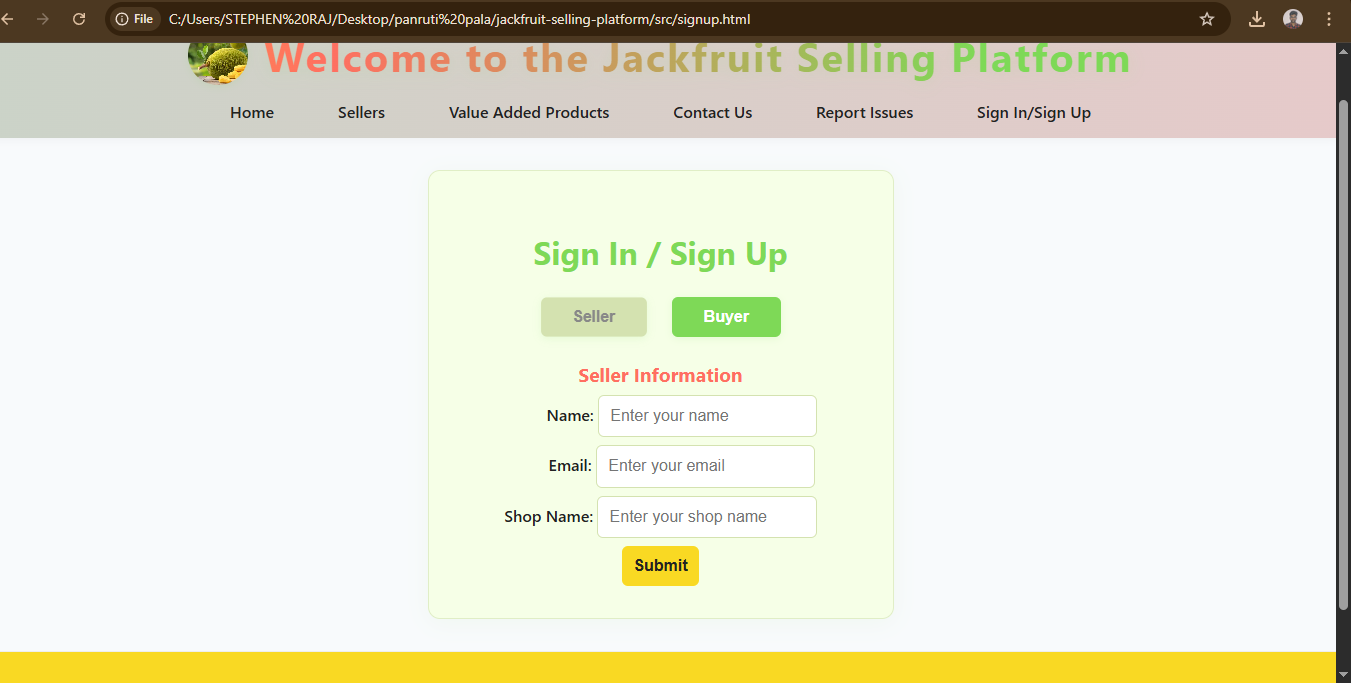 File C:/Users/STEPHEN%20RAJ/Desktop/panruti%20pala/jackfruit-selling-platform/src/signup.html
Welcome to the Jackfruit Selling Platform
Home Sellers Value Added Products Contact Us Report Issues Sign In/Sign Up
Sign In / Sign Up
Seller Buyer
Seller Information
Name: Enter your name
Email: Enter your email
Shop Name: Enter your shop name
Submit